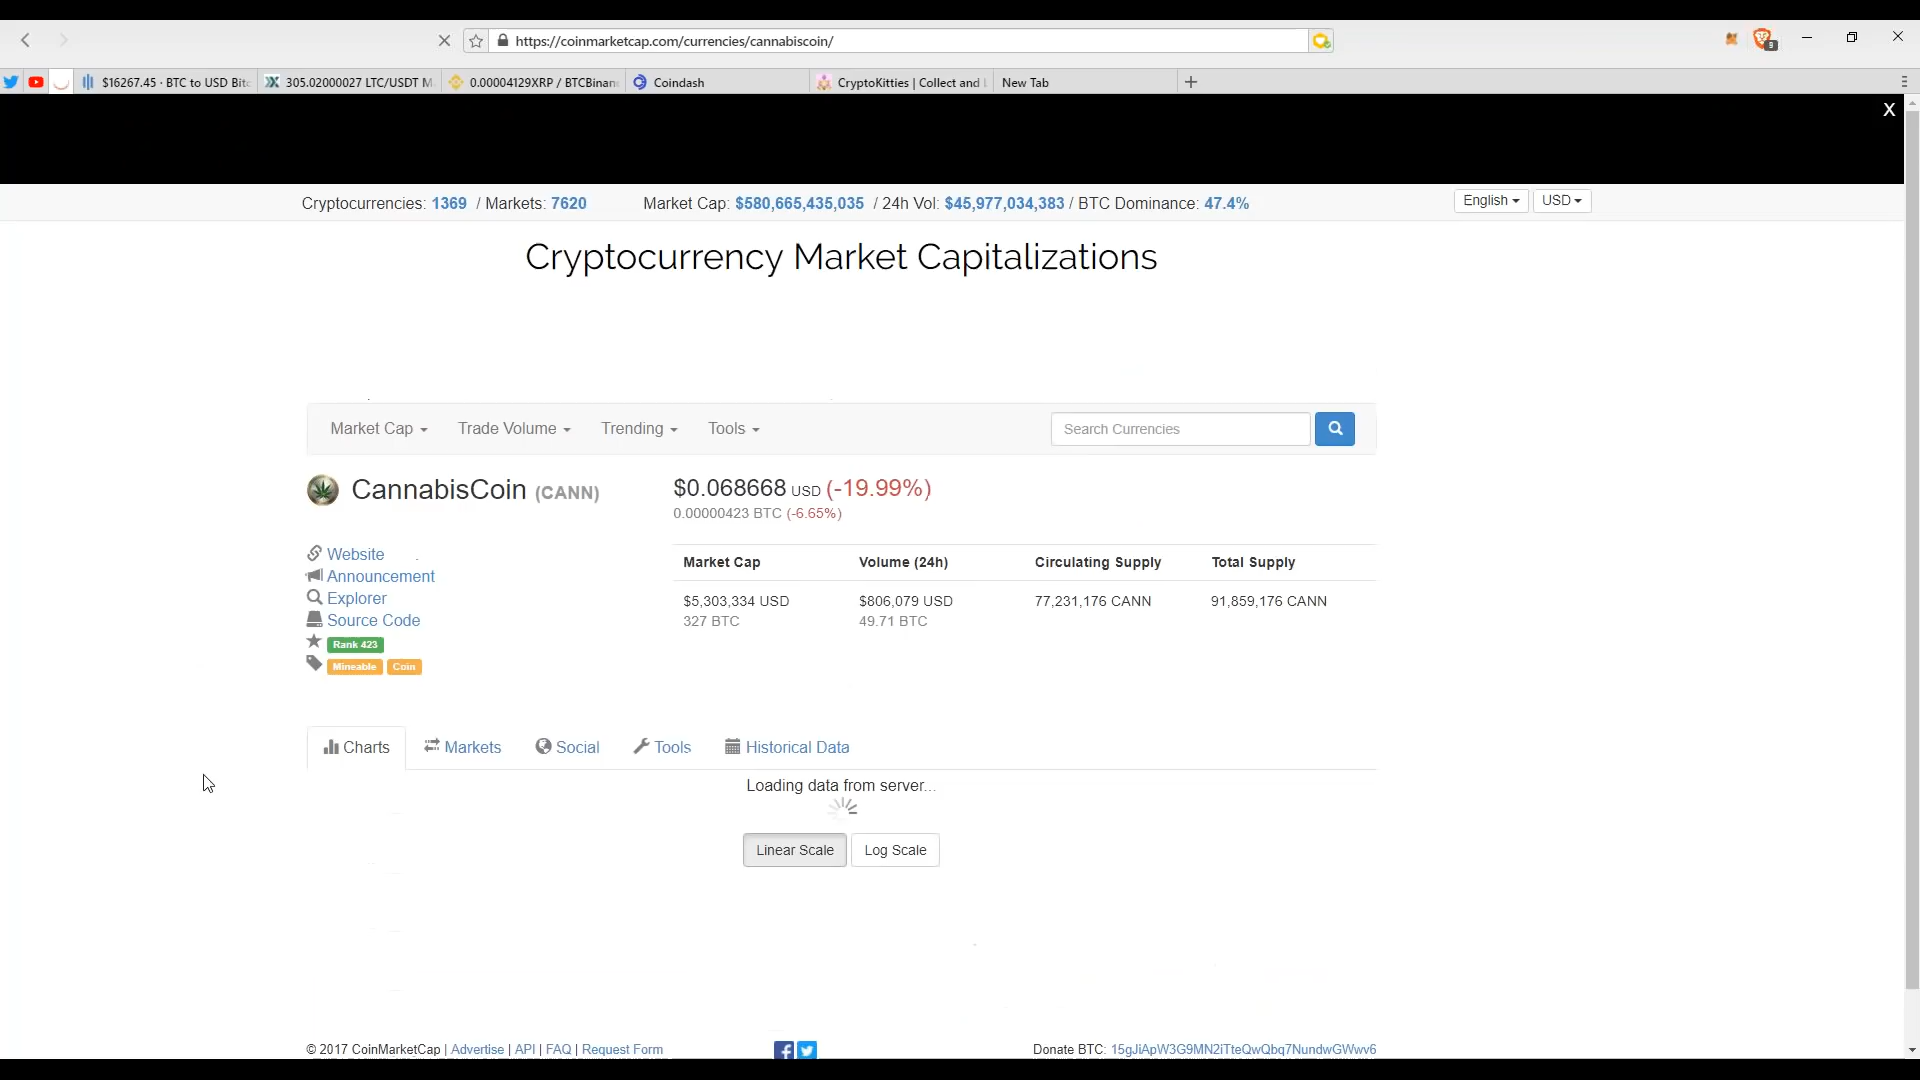 https://coinmarketcap.com/currencies/cannabiscoin/
9
$16267.45 · BTC to USD Bitc
305.02000027 LTC/USDT M
0.00004129XRP / BTCBinan
Coindash
CryptoKitties | Collect and
New Tab
X
Cryptocurrencies: 1369 / Markets: 7620
Market Cap: $580,665,435,035 / 24h Vol: $45,977,034,383 / BTC Dominance: 47.4%
English
USD
Cryptocurrency Market Capitalizations
Market Cap
Trade Volume
Trending
Tools
Search Currencies
CannabisCoin (CANN)
$0.068668 USD (-19.99%)
0.00000423 BTC (-6.65%)
Website
Announcement
Explorer
Source Code
Rank 423
Mineable Coin
Market Cap Volume (24h) Circulating Supply Total Supply
$5,303,334 USD $806,079 USD 77,231,176 CANN 91,859,176 CANN
327 BTC 49.71 BTC
Charts Markets Social Tools Historical Data
Loading data from server...
Linear Scale Log Scale
© 2017 CoinMarketCap | Advertise | API | FAQ | Request Form
Donate BTC: 15gJiApW3G9MN2iTteQwQbq7NundwGWwv6